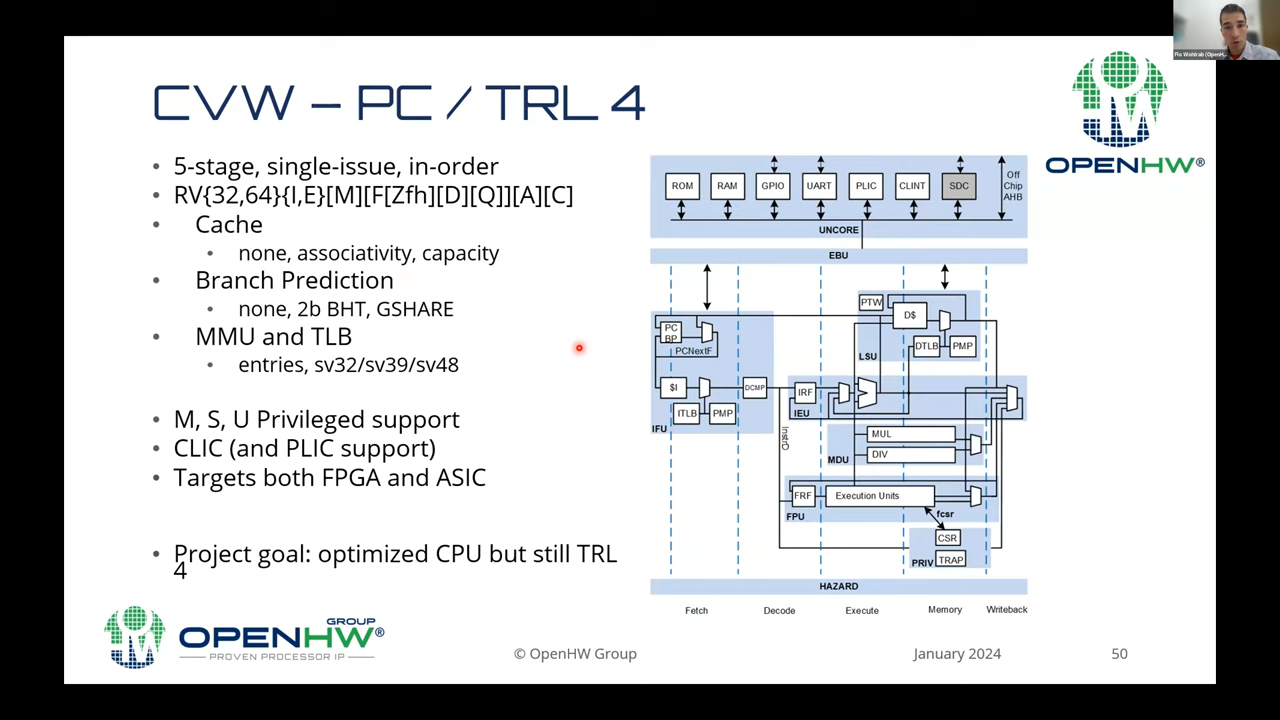 Fin Wohlrab (OpenH...
CVW – PC / TRL 4
OPENHW®
• 5-stage, single-issue, in-order
• RV{32,64}{I,E}[M][F[Zfh][D][Q]][A][C]
• Cache
• none, associativity, capacity
• Branch Prediction
• none, 2b BHT, GSHARE
• MMU and TLB
• entries, sv32/sv39/sv48
• M, S, U Privileged support
• CLIC (and PLIC support)
• Targets both FPGA and ASIC
• Project goal: optimized CPU but still TRL
4
ROM RAM GPIO UART PLIC CLINT SDC
Off
Chip
AHB
UNCORE
EBU
PTW
D$
DTLB PMP
LSU
PC
BP
PCNextF
$I
DCMP
ITLB PMP
IFU
IRF
IEU
InstrD
MUL
DIV
MDU
FRF
Execution Units
FPU
fcsr
CSR
PRIV
TRAP
HAZARD
Fetch Decode Execute Memory Writeback
GROUP
OPENHW®
PROVEN PROCESSOR IP
© OpenHW Group
January 2024
50